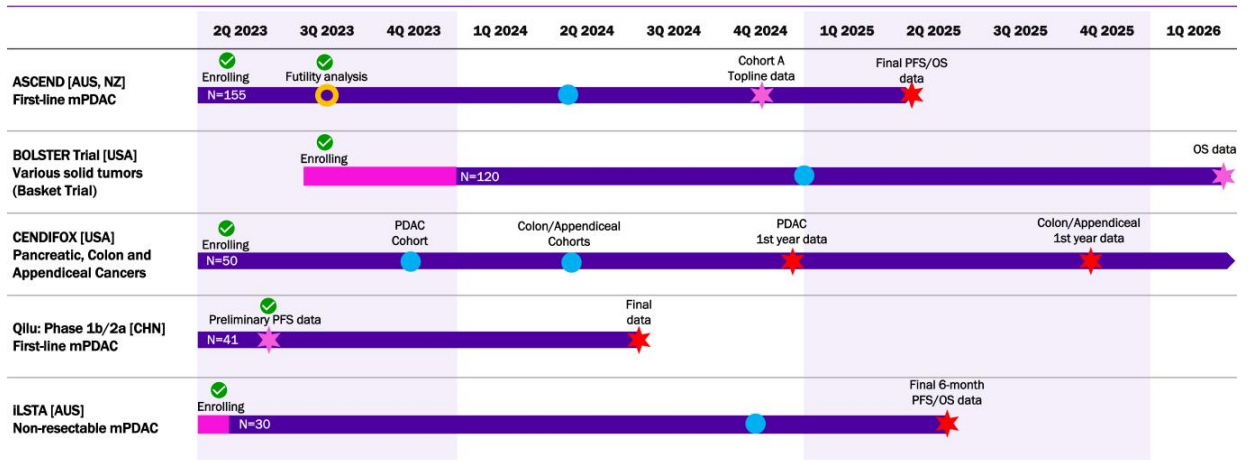 2Q 2023 3Q 2023 4Q 2023 1Q 2024 2Q 2024 3Q 2024 4Q 2024 1Q 2025 2Q 2025 3Q 2025 4Q 2025 1Q 2026
ASCEND [AUS, NZ]
First-line mPDAC
Enrolling
Futility analysis
Cohort A
Topline data
Final PFS/OS
data
N=155
BOLSTER Trial [USA]
Various solid tumors
(Basket Trial)
Enrolling
OS data
N=120
CENDIFOX [USA]
Pancreatic, Colon and
Appendiceal Cancers
Enrolling
PDAC
Cohort
Colon/Appendiceal
Cohorts
PDAC
1st year data
Colon/Appendiceal
1st year data
N=50
Qilu: Phase 1b/2a [CHN]
First-line mPDAC
Preliminary PFS data
Final
data
N=41
iLSTA [AUS]
Non-resectable mPDAC
Enrolling
Final 6-month
PFS/OS data
N=30